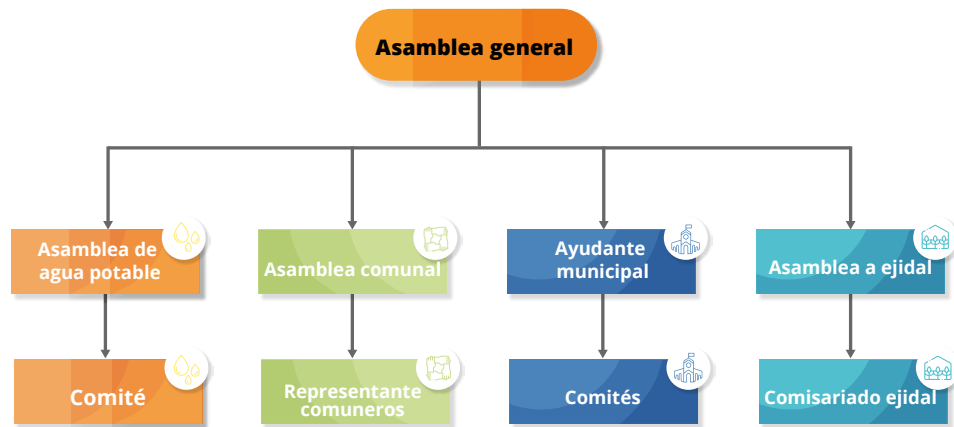 Asamblea general
Asamblea de
agua potable
Asamblea comunal
Ayudante
municipal
Asamblea a ejidal
Comité
Representante
comuneros
Comités
Comisariado ejidal